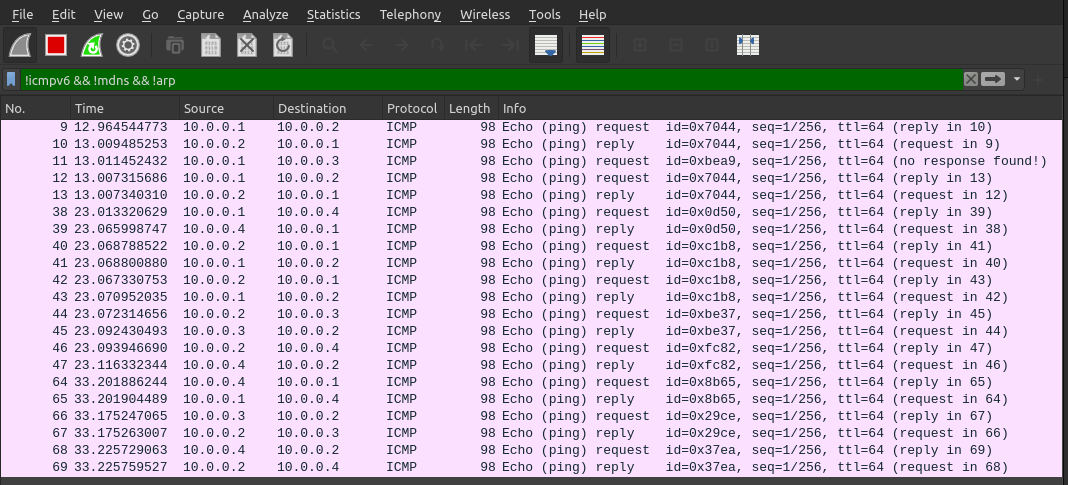 File Edit View Go Capture Analyze Statistics Telephony Wireless Tools Help
!icmpv6 && !mdns && !arp
No. Time Source Destination Protocol Length Info
9 12.964544773 10.0.0.1 10.0.0.2 ICMP 98 Echo (ping) request id=0x7044, seq=1/256, ttl=64 (reply in 10)
10 13.009485253 10.0.0.2 10.0.0.1 ICMP 98 Echo (ping) reply id=0x7044, seq=1/256, ttl=64 (request in 9)
11 13.011452432 10.0.0.1 10.0.0.3 ICMP 98 Echo (ping) request id=0xbea9, seq=1/256, ttl=64 (no response found!)
12 13.007315686 10.0.0.1 10.0.0.2 ICMP 98 Echo (ping) request id=0x7044, seq=1/256, ttl=64 (reply in 13)
13 13.007340310 10.0.0.2 10.0.0.1 ICMP 98 Echo (ping) reply id=0x7044, seq=1/256, ttl=64 (request in 12)
38 23.013320629 10.0.0.1 10.0.0.4 ICMP 98 Echo (ping) request id=0x0d50, seq=1/256, ttl=64 (reply in 39)
39 23.065998747 10.0.0.4 10.0.0.1 ICMP 98 Echo (ping) reply id=0x0d50, seq=1/256, ttl=64 (request in 38)
40 23.068788522 10.0.0.2 10.0.0.1 ICMP 98 Echo (ping) request id=0xc1b8, seq=1/256, ttl=64 (reply in 41)
41 23.068800880 10.0.0.1 10.0.0.2 ICMP 98 Echo (ping) reply id=0xc1b8, seq=1/256, ttl=64 (request in 40)
42 23.067330753 10.0.0.2 10.0.0.1 ICMP 98 Echo (ping) request id=0xc1b8, seq=1/256, ttl=64 (reply in 43)
43 23.070952035 10.0.0.1 10.0.0.2 ICMP 98 Echo (ping) reply id=0xc1b8, seq=1/256, ttl=64 (request in 42)
44 23.072314656 10.0.0.2 10.0.0.3 ICMP 98 Echo (ping) request id=0xbe37, seq=1/256, ttl=64 (reply in 45)
45 23.092430493 10.0.0.3 10.0.0.2 ICMP 98 Echo (ping) reply id=0xbe37, seq=1/256, ttl=64 (request in 44)
46 23.093946690 10.0.0.2 10.0.0.4 ICMP 98 Echo (ping) request id=0xfc82, seq=1/256, ttl=64 (reply in 47)
47 23.116332344 10.0.0.4 10.0.0.2 ICMP 98 Echo (ping) reply id=0xfc82, seq=1/256, ttl=64 (request in 46)
64 33.201886244 10.0.0.4 10.0.0.1 ICMP 98 Echo (ping) request id=0x8b65, seq=1/256, ttl=64 (reply in 65)
65 33.201904489 10.0.0.1 10.0.0.4 ICMP 98 Echo (ping) reply id=0x8b65, seq=1/256, ttl=64 (request in 64)
66 33.175247065 10.0.0.3 10.0.0.2 ICMP 98 Echo (ping) request id=0x29ce, seq=1/256, ttl=64 (reply in 67)
67 33.175263007 10.0.0.2 10.0.0.3 ICMP 98 Echo (ping) reply id=0x29ce, seq=1/256, ttl=64 (request in 66)
68 33.225729063 10.0.0.4 10.0.0.2 ICMP 98 Echo (ping) request id=0x37ea, seq=1/256, ttl=64 (reply in 69)
69 33.225759527 10.0.0.2 10.0.0.4 ICMP 98 Echo (ping) reply id=0x37ea, seq=1/256, ttl=64 (request in 68)